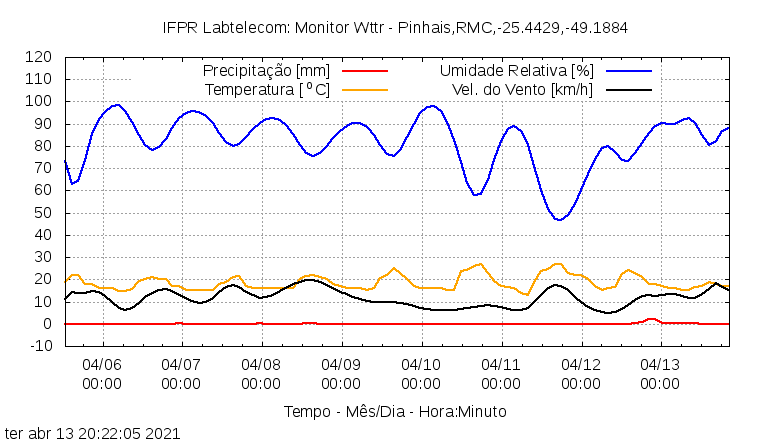 IFPR Labtelecom: Monitor Wttr - Pinhais,RMC,-25.4429,-49.1884
120
110
100
90
80
70
60
50
40
30
20
10
0
-10
Precipitação [mm]
Temperatura [⁰C]
Umidade Relativa [%]
Vel. do Vento [km/h]
04/06 04/07 04/08 04/09 04/10 04/11 04/12 04/13
00:00 00:00 00:00 00:00 00:00 00:00 00:00 00:00
Tempo - Mês/Dia - Hora:Minuto
ter abr 13 20:22:05 2021